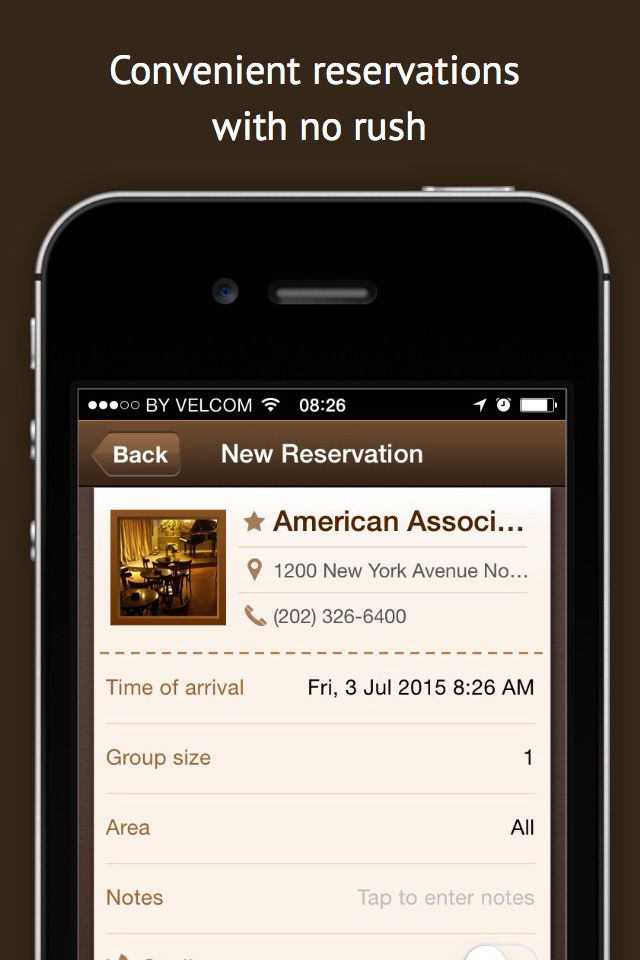 Convenient reservations
with no rush
BY VELCOM 08:26
Back New Reservation
American Associ...
1200 New York Avenue No...
(202) 326-6400
Time of arrival Fri, 3 Jul 2015 8:26 AM
Group size 1
Area All
Notes Tap to enter notes